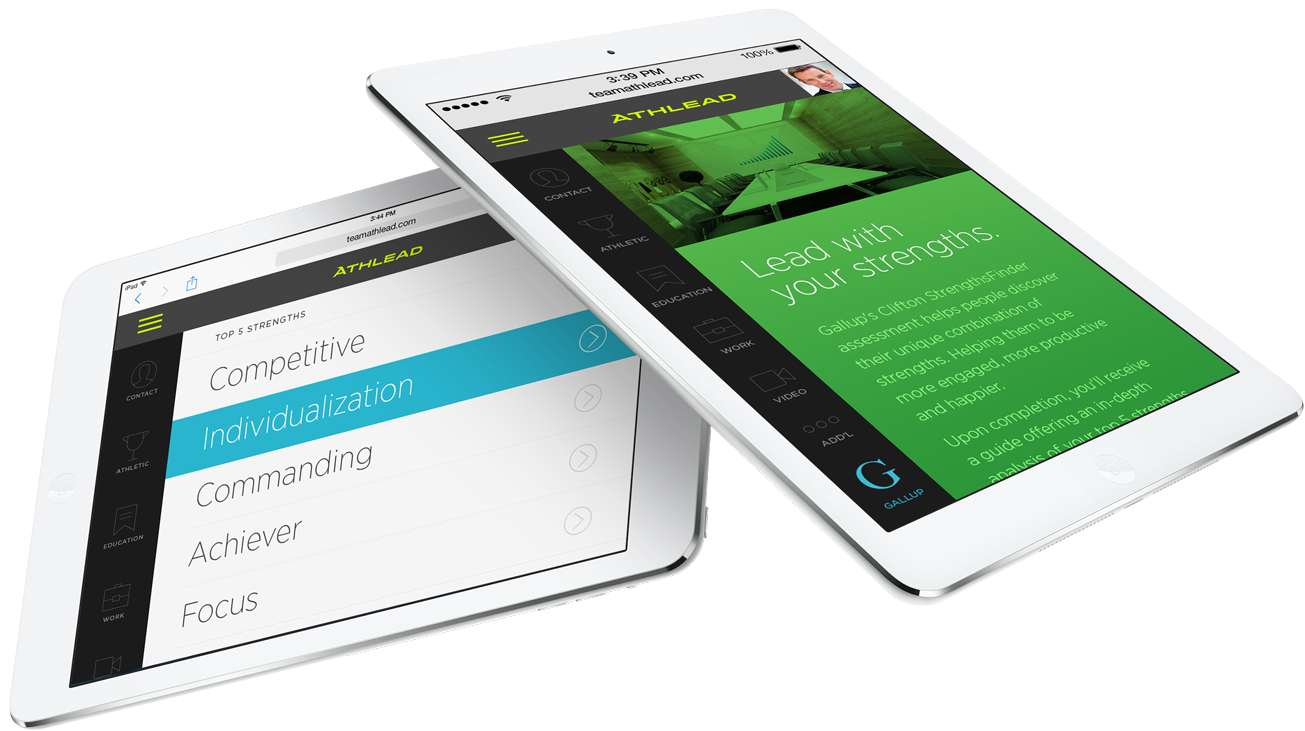 iPad
3:44 PM
teamathlead.com
ATHLEAD
TOP 5 STRENGTHS
Competitive
Individualization
Commanding
Achiever
Focus
CONTACT
ATHLETIC
EDUCATION
WORK
3:39 PM
100%
teamathlead.com
ATHLEAD
CONTACT
ATHLETIC
EDUCATION
WORK
VIDEO
ADD'L
G
GALLUP
Lead with
your strengths.
Gallup's Clifton StrengthsFinder
assessment helps people discover
their unique combination of
strengths. Helping them to be
more engaged, more productive
and happier.
Upon completion, you'll receive
a guide offering an in-depth
analysis of your top 5 strengths